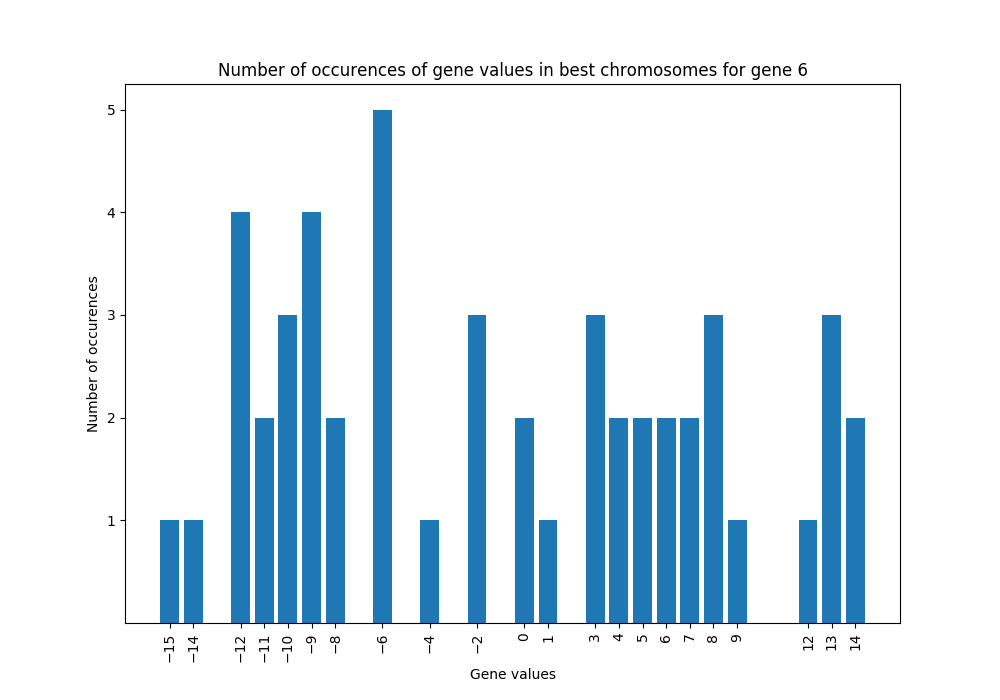 Number of occurences of gene values in best chromosomes for gene 6
5
4
3
2
1
Number of occurences
−15 −14 −12 −11 −10 −9 −8 −6 −4 −2 0 1 3 4 5 6 7 8 9 12 13 14
Gene values